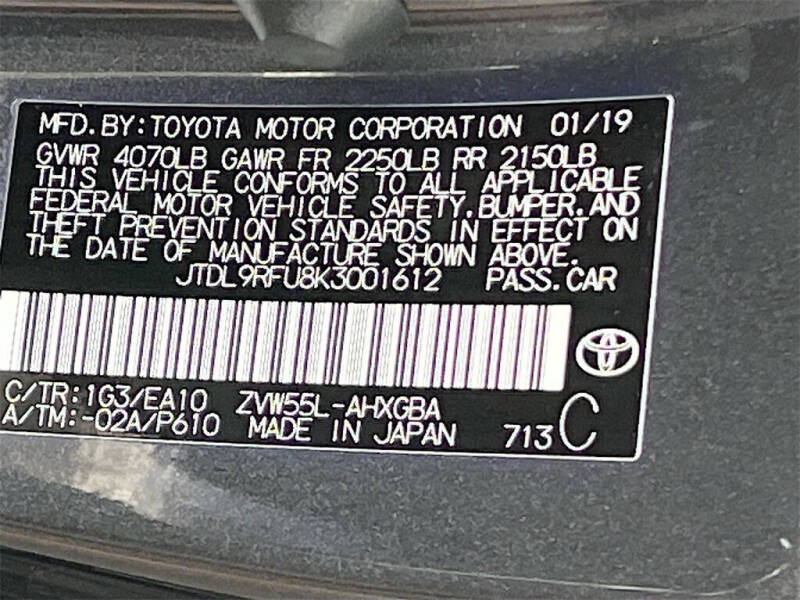 MFD. BY: TOYOTA MOTOR CORPORATION 01/19
GVWR 4070LB GAWR FR 2250LB RR 2150LB
THIS VEHICLE CONFORMS TO ALL APPLICABLE
FEDERAL MOTOR VEHICLE SAFETY, BUMPER, AND
THEFT PREVENTION STANDARDS IN EFFECT ON
THE DATE OF MANUFACTURE SHOWN ABOVE.
JTDL9RFU8K3001612 PASS. CAR
C/TR: 1G3/EA10 ZVW55L-AHXGBA
A/TM: -02A/P610 MADE IN JAPAN 713 C